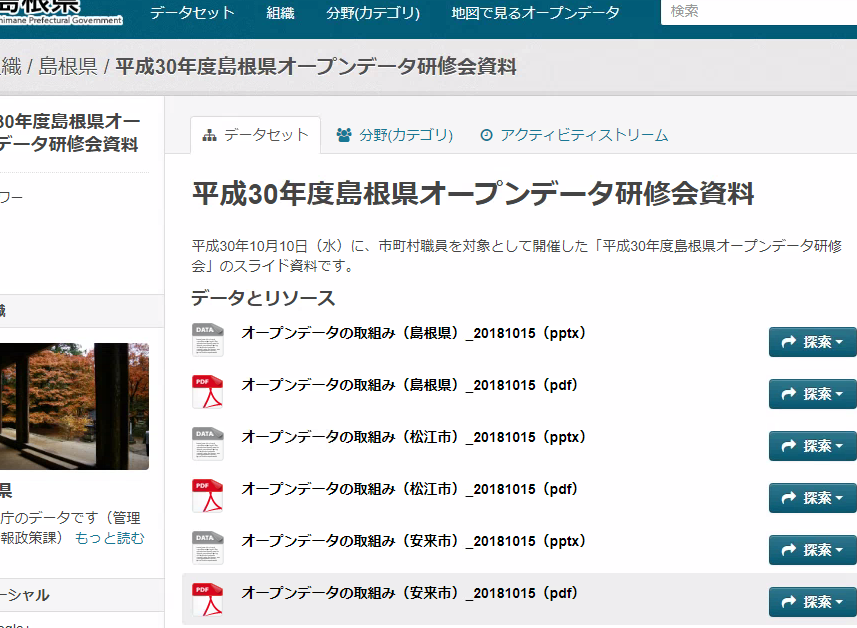 島根県
Shimane Prefectural Government
データセット 組織 分野(カテゴリ) 地図で見るオープンデータ 検索
織 / 島根県 / 平成30年度島根県オープンデータ研修会資料
30年度島根県オー
データ研修会資料
ワー
データセット 分野(カテゴリ) アクティビティストリーム
平成30年度島根県オープンデータ研修会資料
平成30年10月10日（水）に、市町村職員を対象として開催した「平成30年度島根県オープンデータ研修
会」のスライド資料です。
データとリソース
織
DATA オープンデータの取組み（島根県）_20181015（pptx） 探索
PDF オープンデータの取組み（島根県）_20181015（pdf） 探索
DATA オープンデータの取組み（松江市）_20181015（pptx） 探索
PDF オープンデータの取組み（松江市）_20181015（pdf） 探索
DATA オープンデータの取組み（安来市）_20181015（pptx） 探索
PDF オープンデータの取組み（安来市）_20181015（pdf） 探索
県
庁のデータです（管理
報政策課） もっと読む
ーシャル